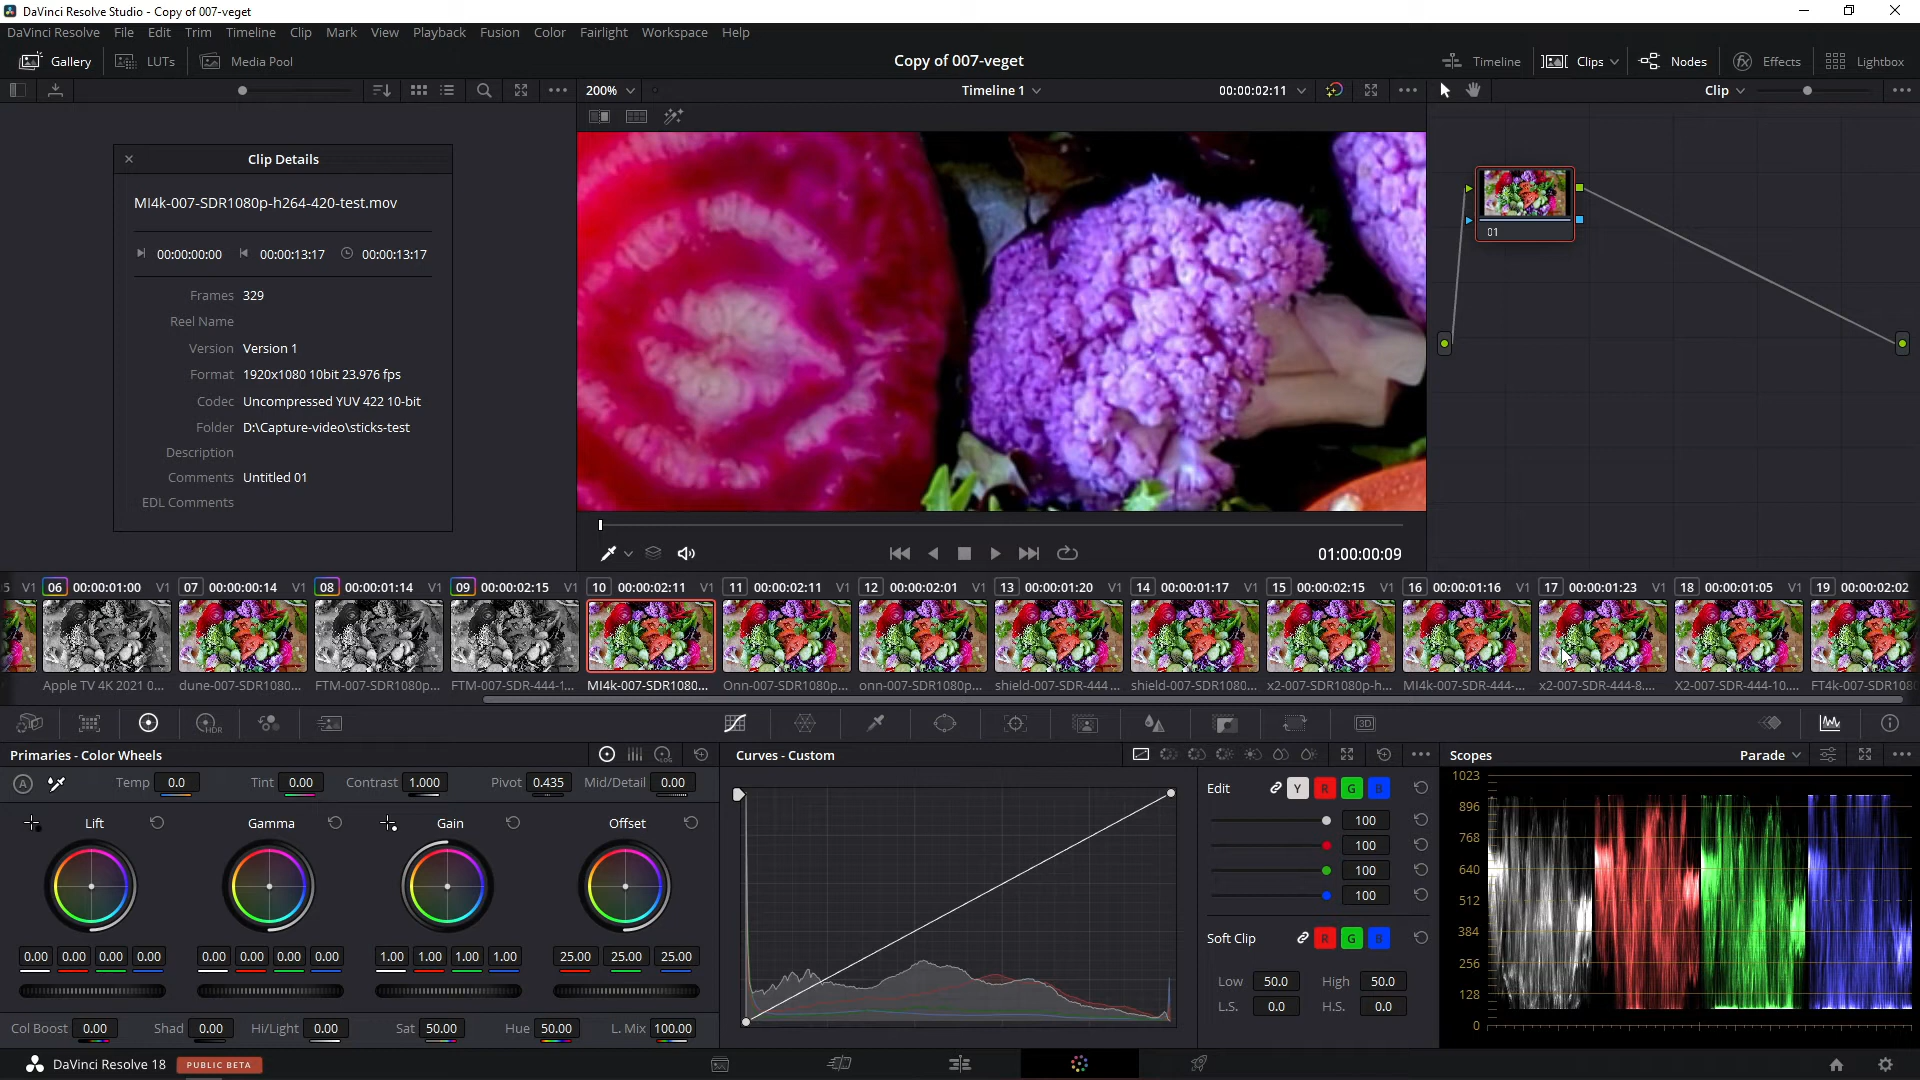 DaVinci Resolve Studio - Copy of 007-veget
DaVinci Resolve File Edit Trim Timeline Clip Mark View Playback Fusion Color Fairlight Workspace Help
Gallery LUTs Media Pool Copy of 007-veget Timeline Clips Nodes Effects Lightbox
200% Timeline 1 00:00:02:11 Clip
Clip Details
MI4k-007-SDR1080p-h264-420-test.mov
00:00:00:00 00:00:13:17 00:00:13:17
Frames 329
Reel Name
Version Version 1
Format 1920x1080 10bit 23.976 fps
Codec Uncompressed YUV 422 10-bit
Folder D:\Capture-video\sticks-test
Description
Comments Untitled 01
EDL Comments
01
01:00:00:09
5 V1 06 00:00:01:00 V1 07 00:00:00:14 V1 08 00:00:01:14 V1 09 00:00:02:15 V1 10 00:00:02:11 V1 11 00:00:02:11 V1 12 00:00:02:01 V1 13 00:00:01:20 V1 14 00:00:01:17 V1 15 00:00:02:15 V1 16 00:00:01:16 V1 17 00:00:01:23 V1 18 00:00:01:05 V1 19 00:00:02:02
Apple TV 4K 2021 0... dune-007-SDR1080... FTM-007-SDR1080p... FTM-007-SDR-444-1... MI4k-007-SDR1080... Onn-007-SDR1080p... onn-007-SDR1080p... shield-007-SDR-444 ... shield-007-SDR1080... x2-007-SDR1080p-h... MI4k-007-SDR-444-... x2-007-SDR-444-8.... X2-007-SDR-444-10.... FT4k-007-SDR1080
HDR LOG 3D
Primaries - Color Wheels Curves - Custom Scopes Parade
A Temp 0.0 Tint 0.00 Contrast 1.000 Pivot 0.435 Mid/Detail 0.00
Lift Gamma Gain Offset
0.00 0.00 0.00 0.00 0.00 0.00 0.00 0.00 1.00 1.00 1.00 1.00 25.00 25.00 25.00
Col Boost 0.00 Shad 0.00 Hi/Light 0.00 Sat 50.00 Hue 50.00 L. Mix 100.00
Edit Y R G B
100
100
100
100
Soft Clip R G B
Low 50.0 High 50.0
L.S. 0.0 H.S. 0.0
1023
896
768
640
512
384
256
128
0
DaVinci Resolve 18 PUBLIC BETA